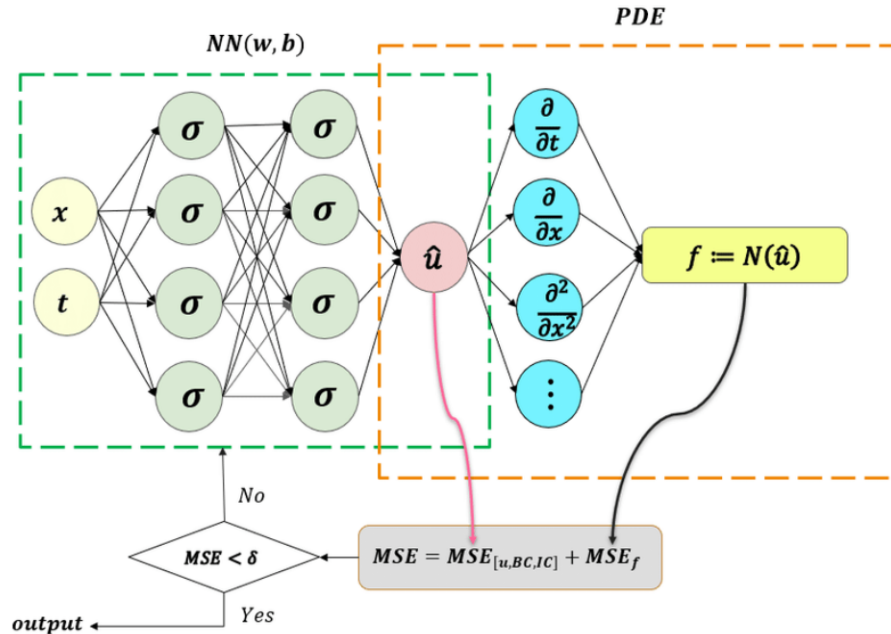 PDE
NN(w, b)
σ σ ∂/∂t
x σ σ ∂/∂x
û f ≔ N(û)
t σ σ ∂²/∂x²
σ σ ⋮
No
MSE < δ
MSE = MSE[u,BC,IC] + MSEf
Yes
output